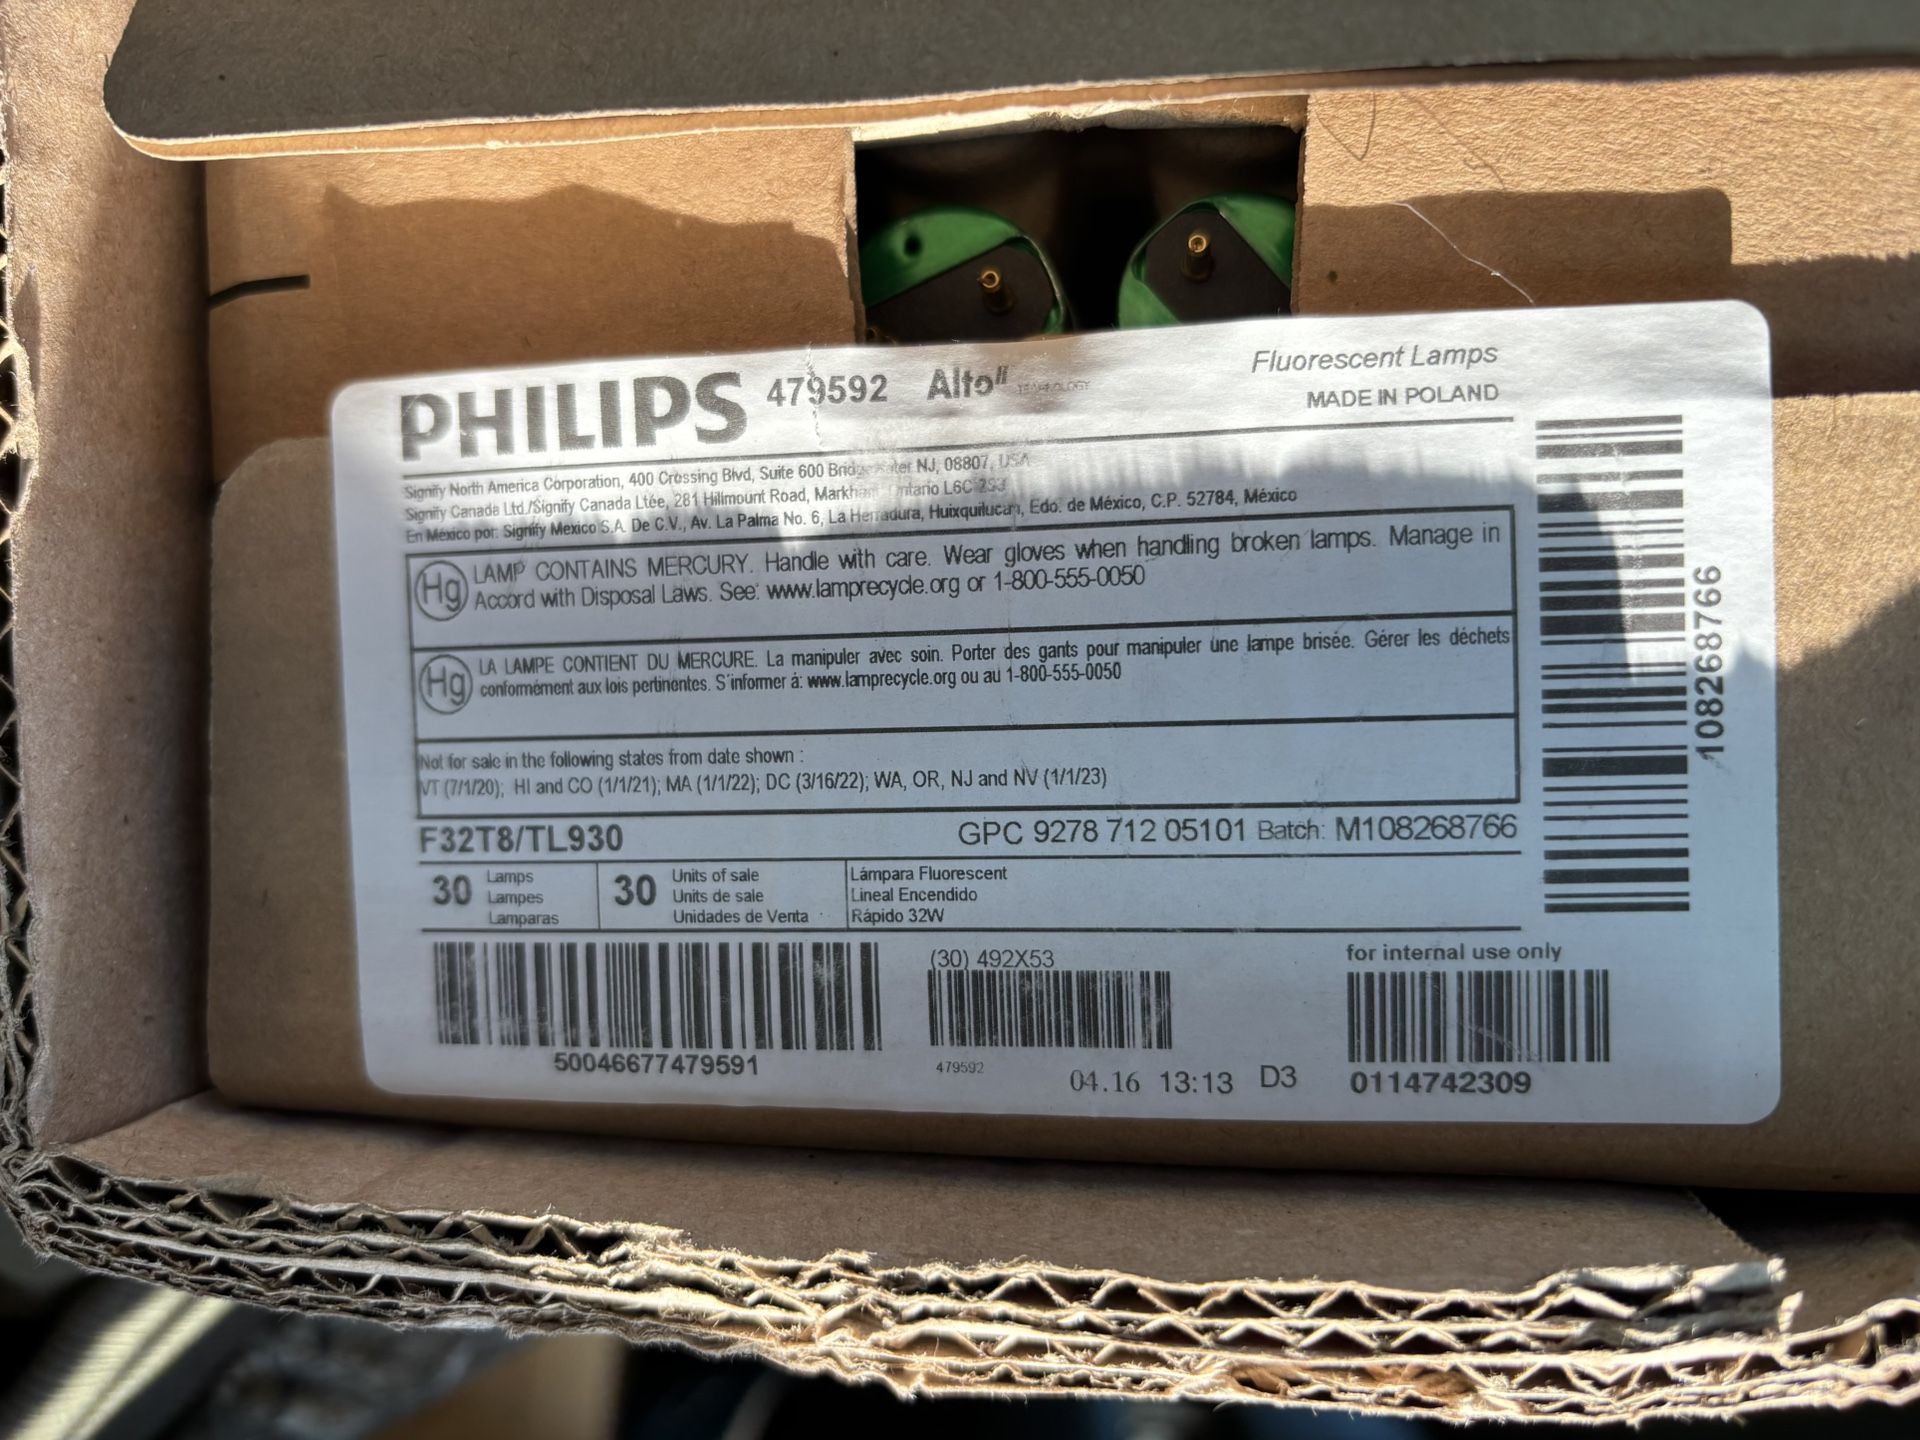 PHILIPS 479592 Alto II TECHNOLOGY
Fluorescent Lamps
MADE IN POLAND
Signify North America Corporation, 400 Crossing Blvd, Suite 600 Bridgewater NJ, 08807, USA
Signify Canada Ltd./Signify Canada Ltée, 281 Hillmount Road, Markham Ontario L6C 2S3
En México por: Signify Mexico S.A. De C.V., Av. La Palma No. 6, La Herradura, Huixquilucan, Edo. de México, C.P. 52784, México
Hg LAMP CONTAINS MERCURY. Handle with care. Wear gloves when handling broken lamps. Manage in
Accord with Disposal Laws. See: www.lamprecycle.org or 1-800-555-0050
Hg LA LAMPE CONTIENT DU MERCURE. La manipuler avec soin. Porter des gants pour manipuler une lampe brisée. Gérer les déchets
conformément aux lois pertinentes. S'informer à: www.lamprecycle.org ou au 1-800-555-0050
Not for sale in the following states from date shown :
VT (7/1/20); HI and CO (1/1/21); MA (1/1/22); DC (3/16/22); WA, OR, NJ and NV (1/1/23)
F32T8/TL930 GPC 9278 712 05101 Batch: M108268766
30 Lamps
Lampes
Lamparas
30 Units of sale
Units de sale
Unidades de Venta
Lámpara Fluorescent
Lineal Encendido
Rápido 32W
108268766
50046677479591
(30) 492X53
479592
04.16 13:13 D3
for internal use only
0114742309